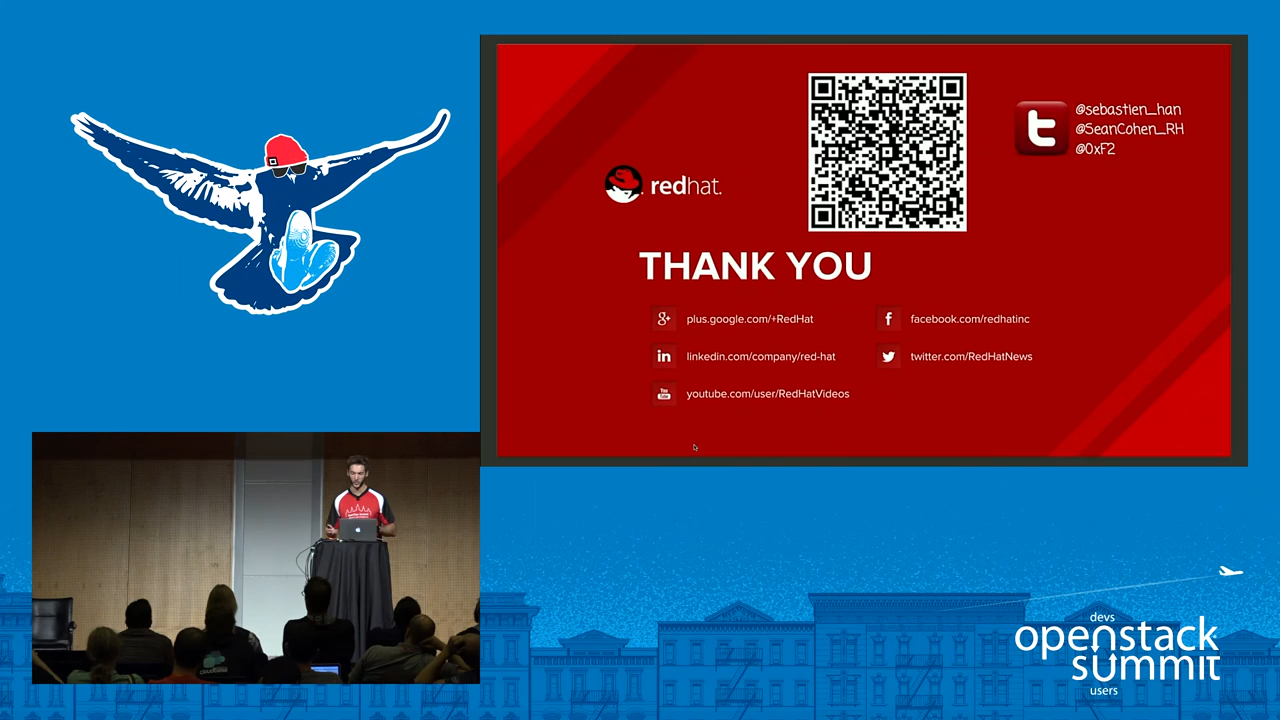 @sebastien_han
@SeanCohen_RH
@0xF2
redhat.
THANK YOU
plus.google.com/+RedHat
facebook.com/redhatinc
linkedin.com/company/red-hat
twitter.com/RedHatNews
youtube.com/user/RedHatVideos
devs
openstack
summit
users